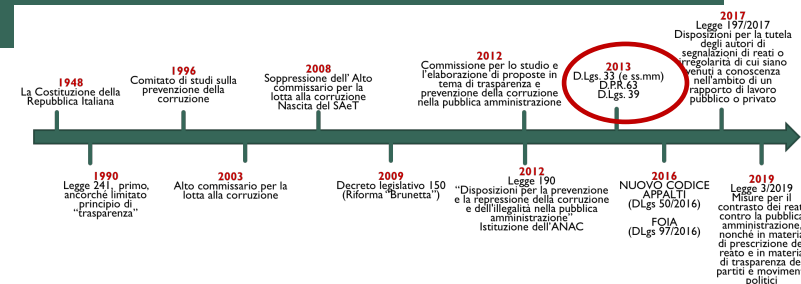 1948
La Costituzione della
Repubblica Italiana
1996
Comitato di studi sulla
prevenzione della
corruzione
2008
Soppressione dell' Alto
commissario per la
lotta alla corruzione
Nascita del SAeT
2012
Commissione per lo studio e
l'elaborazione di proposte in
tema di trasparenza e
prevenzione della corruzione
nella pubblica amministrazione
2013
D.Lgs. 33 (e ss.mm)
D.P.R.63
D.Lgs. 39
2017
Legge 197/2017
Disposizioni per la tutela
degli autori di
segnalazioni di reati o
irregolarità di cui siano
venuti a conoscenza
nell'ambito di un
rapporto di lavoro
pubblico o privato
1990
Legge 241, primo,
ancorché limitato
principio di
"trasparenza"
2003
Alto commissario per la
lotta alla corruzione
2009
Decreto legislativo 150
(Riforma "Brunetta")
2012
Legge 190
"Disposizioni per la prevenzione
e la repressione della corruzione
e dell'illegalità nella pubblica
amministrazione"
Istituzione dell'ANAC
2016
NUOVO CODICE
APPALTI
(DLgs 50/2016)
FOIA
(DLgs 97/2016)
2019
Legge 3/2019
Misure per il
contrasto dei reat
contro la pubblica
amministrazione,
nonché in materia
di prescrizione de
reato e in materia
di trasparenza de
partiti e movimen
politici